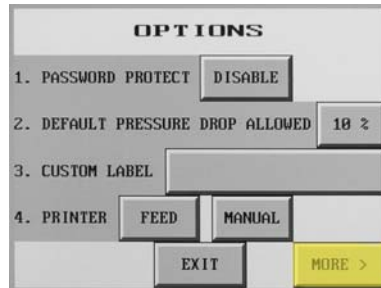 OPTIONS
1. PASSWORD PROTECT DISABLE
2. DEFAULT PRESSURE DROP ALLOWED 10 %
3. CUSTOM LABEL
4. PRINTER FEED MANUAL
EXIT MORE >